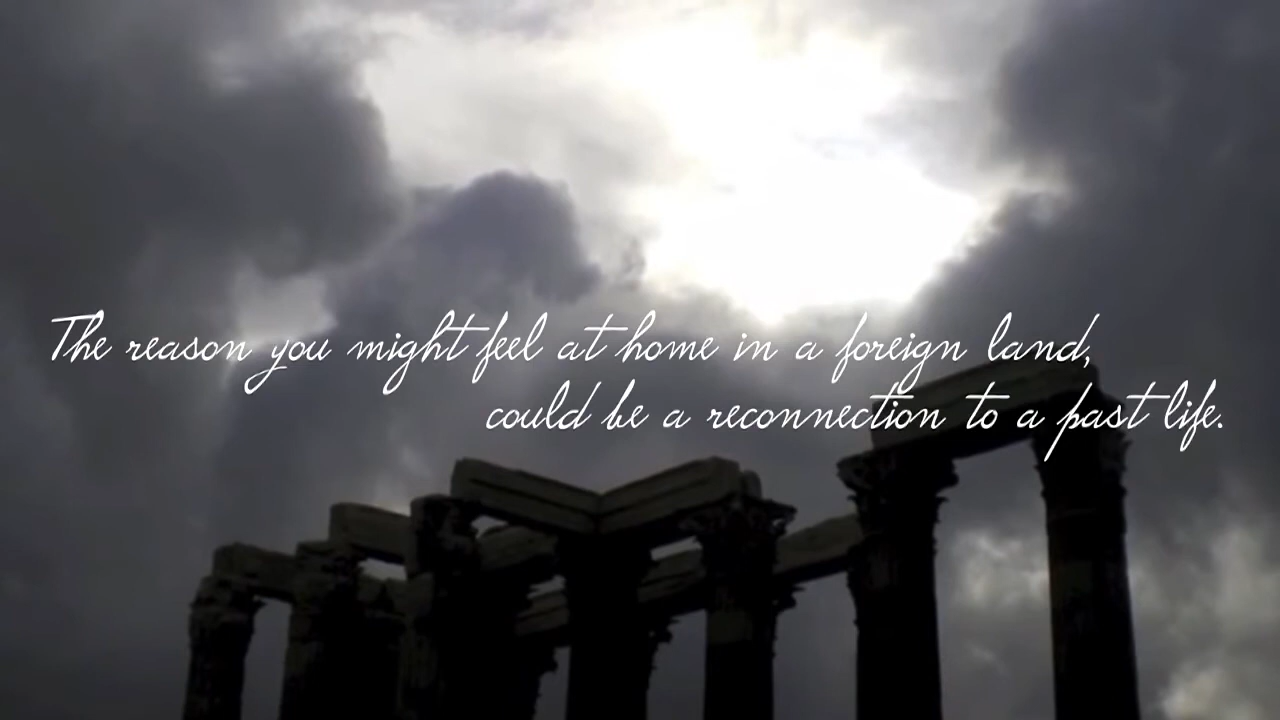 The reason you might feel at home in a foreign land,
could be a reconnection to a past life.